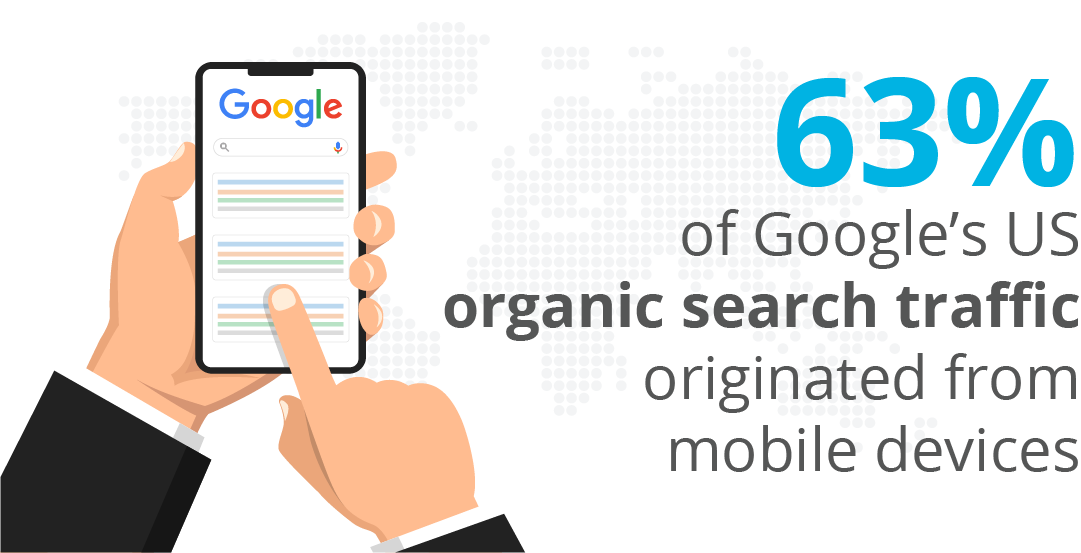 Google
63%
of Google’s US
organic search traffic
originated from
mobile devices